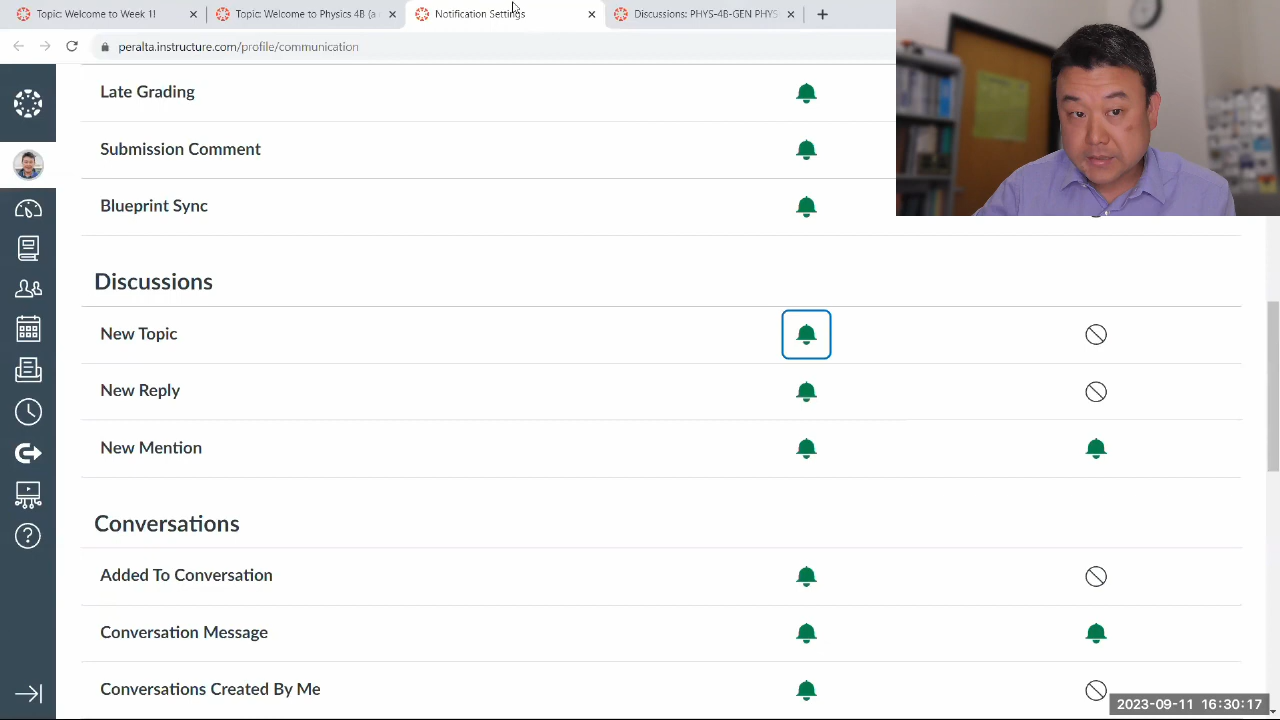 Topic: Welcome to Week 1!
Topic: Welcome to Physics 4B (a
Notification Settings
Discussions: PHYS-4B-GEN PHYS
peralta.instructure.com/profile/communication
Late Grading
Submission Comment
Blueprint Sync
Discussions
New Topic
New Reply
New Mention
Conversations
Added To Conversation
Conversation Message
Conversations Created By Me
2023-09-11 16:30:17